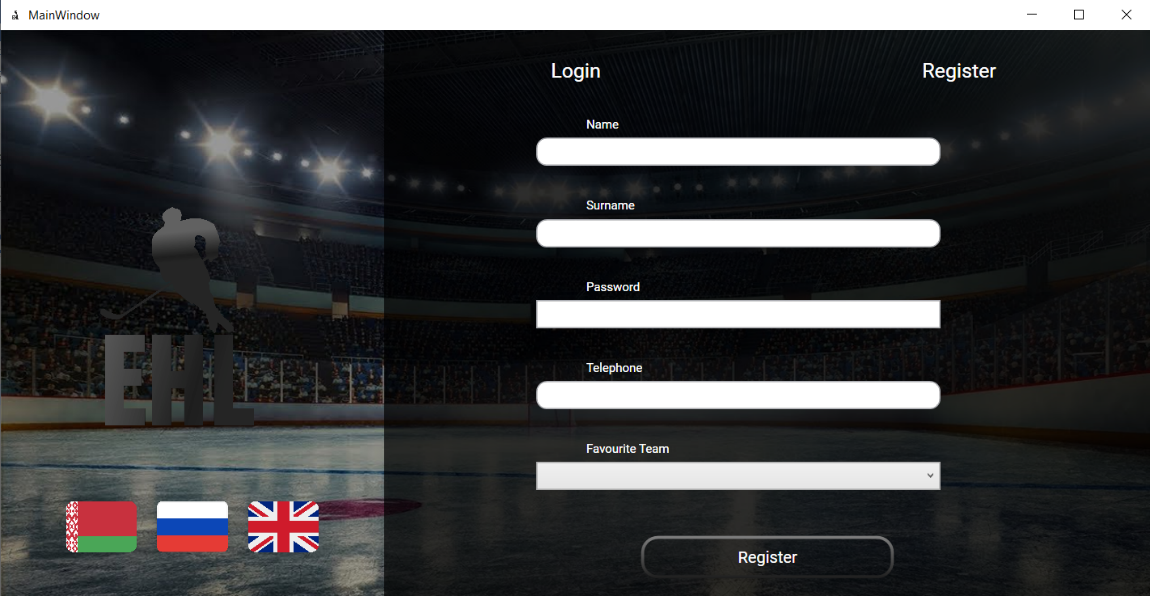 MainWindow
Login
Register
Name
Surname
Password
Telephone
Favourite Team
Register
EHL